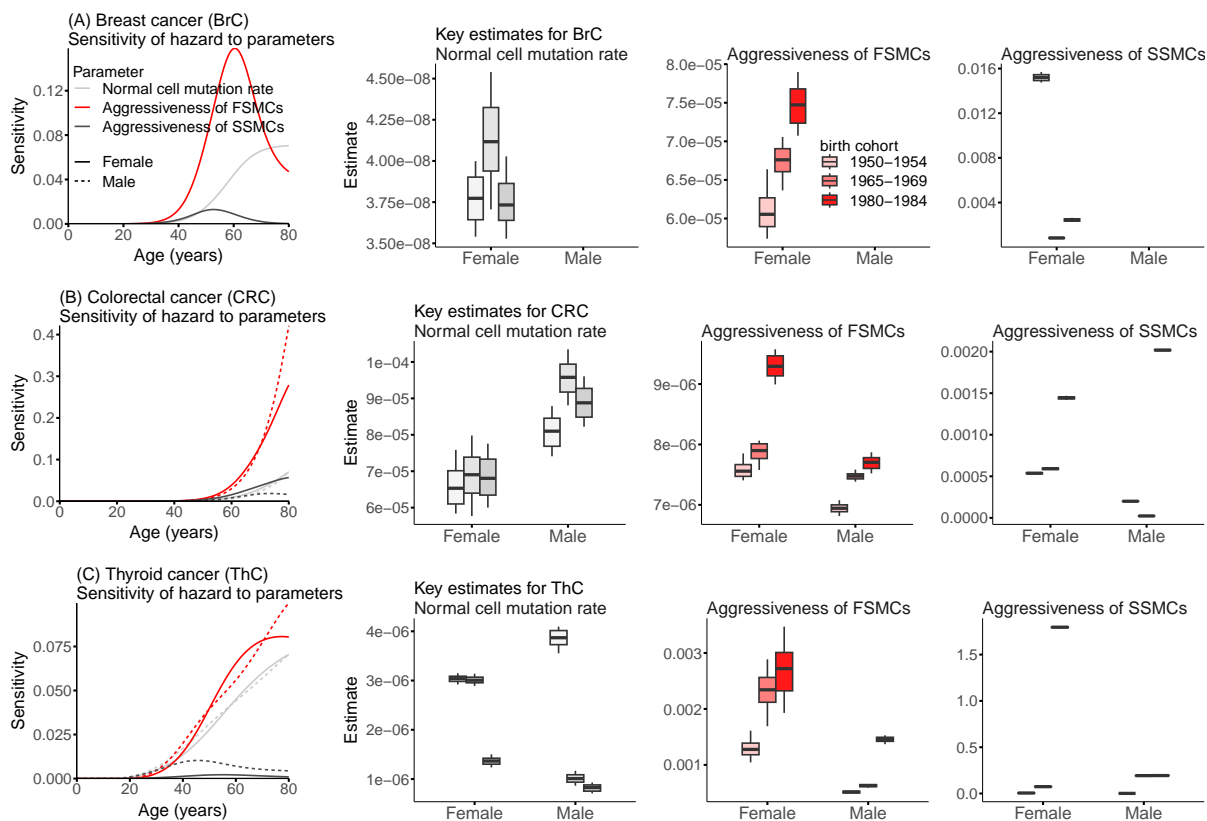 (A) Breast cancer (BrC)
Sensitivity of hazard to parameters
Sensitivity
0.12
0.08
0.04
0.00
Parameter
Normal cell mutation rate
Aggressiveness of FSMCs
Aggressiveness of SSMCs
Female
Male
0 20 40 60 80
Age (years)
Key estimates for BrC
Normal cell mutation rate
Estimate
4.50e−08
4.25e−08
4.00e−08
3.75e−08
3.50e−08
Female Male
Aggressiveness of FSMCs
8.0e−05
7.5e−05
7.0e−05
6.5e−05
6.0e−05
birth cohort
1950−1954
1965−1969
1980−1984
Female Male
Aggressiveness of SSMCs
0.016
0.012
0.008
0.004
Female Male
(B) Colorectal cancer (CRC)
Sensitivity of hazard to parameters
Sensitivity
0.4
0.3
0.2
0.1
0.0
0 20 40 60 80
Age (years)
Key estimates for CRC
Normal cell mutation rate
Estimate
1e−04
9e−05
8e−05
7e−05
6e−05
Female Male
Aggressiveness of FSMCs
9e−06
8e−06
7e−06
Female Male
Aggressiveness of SSMCs
0.0020
0.0015
0.0010
0.0005
0.0000
Female Male
(C) Thyroid cancer (ThC)
Sensitivity of hazard to parameters
Sensitivity
0.075
0.050
0.025
0.000
0 20 40 60 80
Age (years)
Key estimates for ThC
Normal cell mutation rate
Estimate
4e−06
3e−06
2e−06
1e−06
Female Male
Aggressiveness of FSMCs
0.003
0.002
0.001
Female Male
Aggressiveness of SSMCs
1.5
1.0
0.5
0.0
Female Male